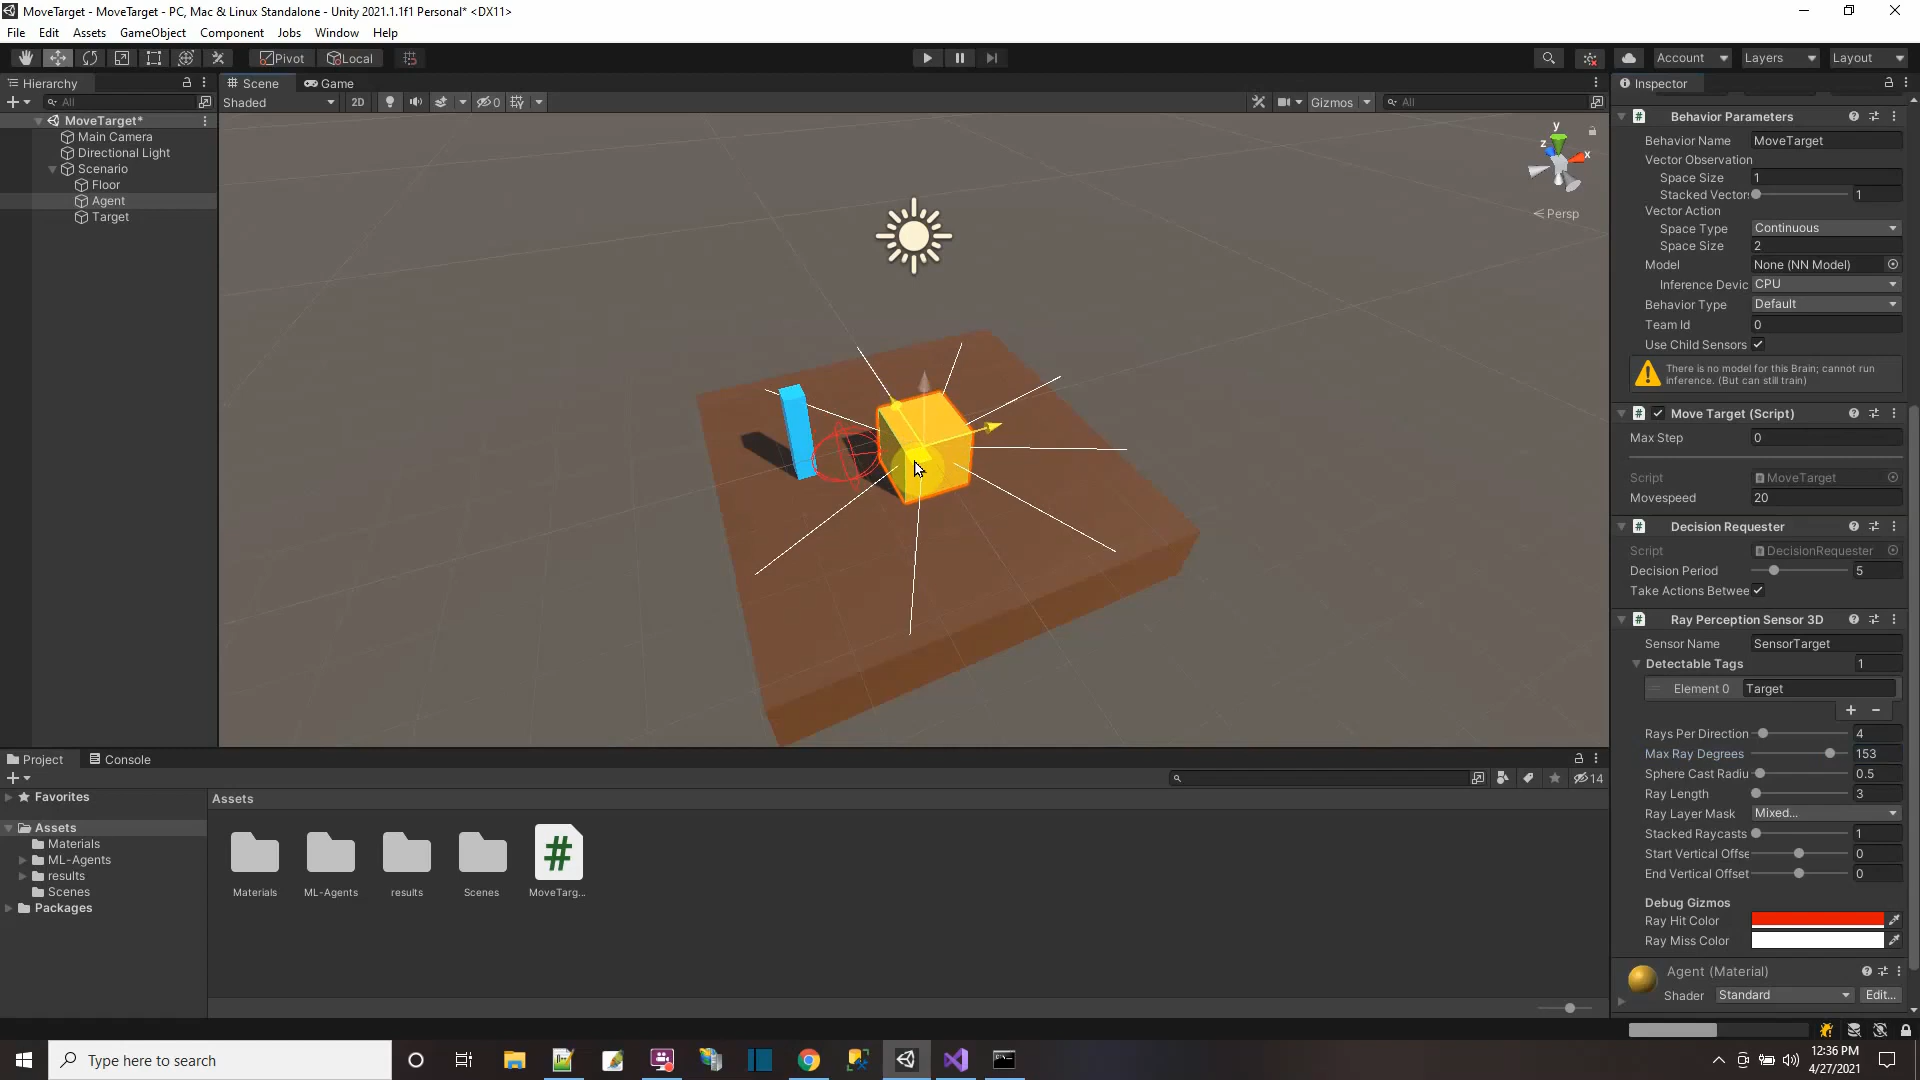 MoveTarget - MoveTarget - PC, Mac & Linux Standalone - Unity 2021.1.1f1 Personal* <DX11>
File Edit Assets GameObject Component Jobs Window Help
Pivot Local Account Layers Layout
Hierarchy
All
MoveTarget*
Main Camera
Directional Light
Scenario
Floor
Agent
Target
Scene Game
Shaded 2D 0 Gizmos All
y
z x
Persp
Inspector
# Behavior Parameters
Behavior Name MoveTarget
Vector Observation
Space Size 1
Stacked Vectors 1
Vector Action
Space Type Continuous
Space Size 2
Model None (NN Model)
Inference Devic CPU
Behavior Type Default
Team Id 0
Use Child Sensors
There is no model for this Brain; cannot run
inference. (But can still train)
# Move Target (Script)
Max Step 0
Script MoveTarget
Movespeed 20
# Decision Requester
Script DecisionRequester
Decision Period 5
Take Actions Betwee
# Ray Perception Sensor 3D
Sensor Name SensorTarget
Detectable Tags 1
Element 0 Target
Rays Per Direction 4
Max Ray Degrees 153
Sphere Cast Radiu 0.5
Ray Length 3
Ray Layer Mask Mixed...
Stacked Raycasts 1
Start Vertical Offse 0
End Vertical Offset 0
Debug Gizmos
Ray Hit Color
Ray Miss Color
Agent (Material)
Shader Standard Edit...
Project Console
14
Favorites
Assets
Materials
ML-Agents
results
Scenes
Packages
Assets
#
Materials ML-Agents results Scenes MoveTarg...
Type here to search
12:36 PM
4/27/2021